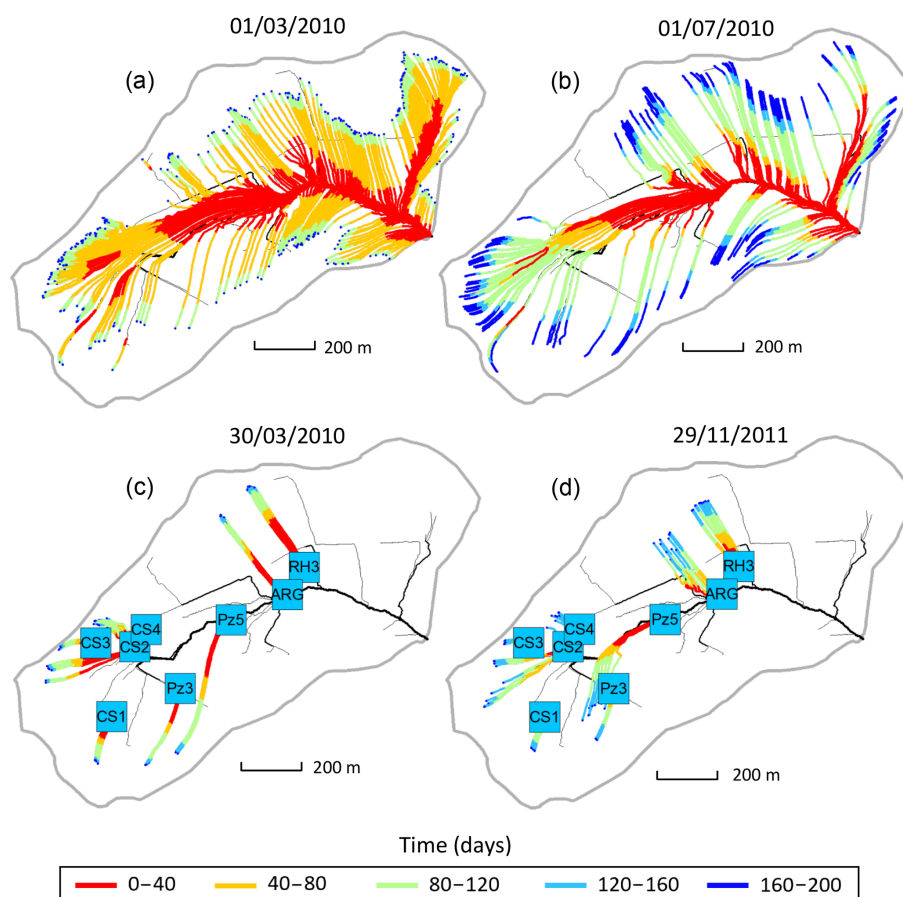 01/03/2010
01/07/2010
(a)
(b)
200 m
200 m
30/03/2010
29/11/2011
(c)
(d)
RH3
ARG
Pz5
CS4
CS3
CS2
Pz3
CS1
200 m
RH3
ARG
Pz5
CS4
CS3
CS2
Pz3
CS1
200 m
Time (days)
0–40 40–80 80–120 120–160 160–200